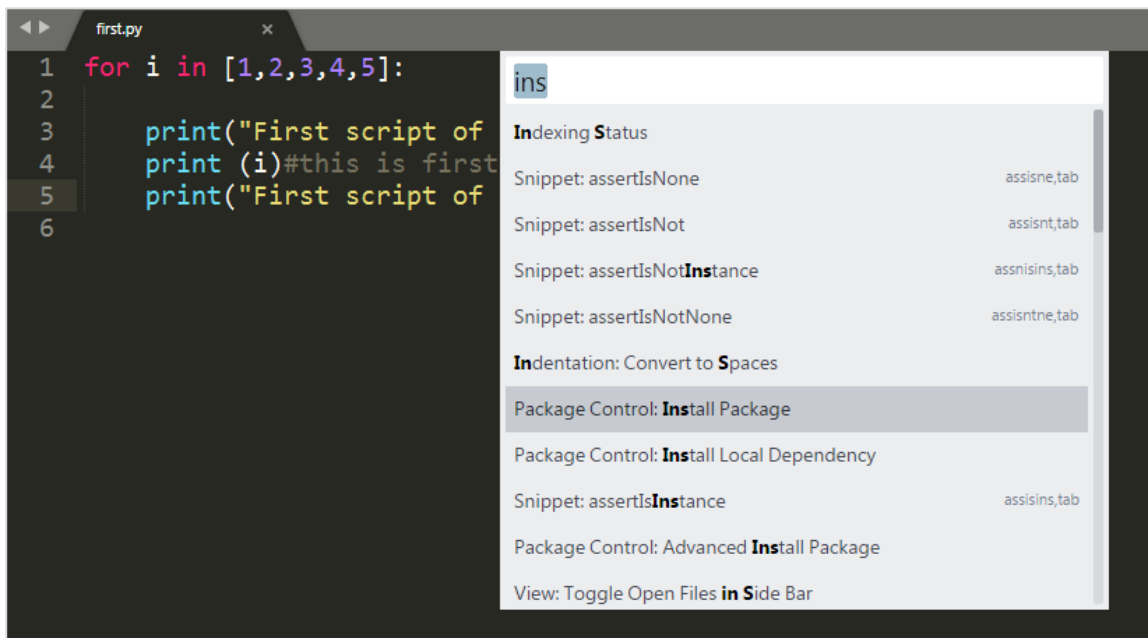 first.py ×
1 for i in [1,2,3,4,5]:
2
3 print("First script of
4 print (i)#this is first
5 print("First script of
6
ins
Indexing Status
Snippet: assertIsNone assisne,tab
Snippet: assertIsNot assisnt,tab
Snippet: assertIsNotInstance assnisins,tab
Snippet: assertIsNotNone assisntne,tab
Indentation: Convert to Spaces
Package Control: Install Package
Package Control: Install Local Dependency
Snippet: assertIsInstance assisins,tab
Package Control: Advanced Install Package
View: Toggle Open Files in Side Bar